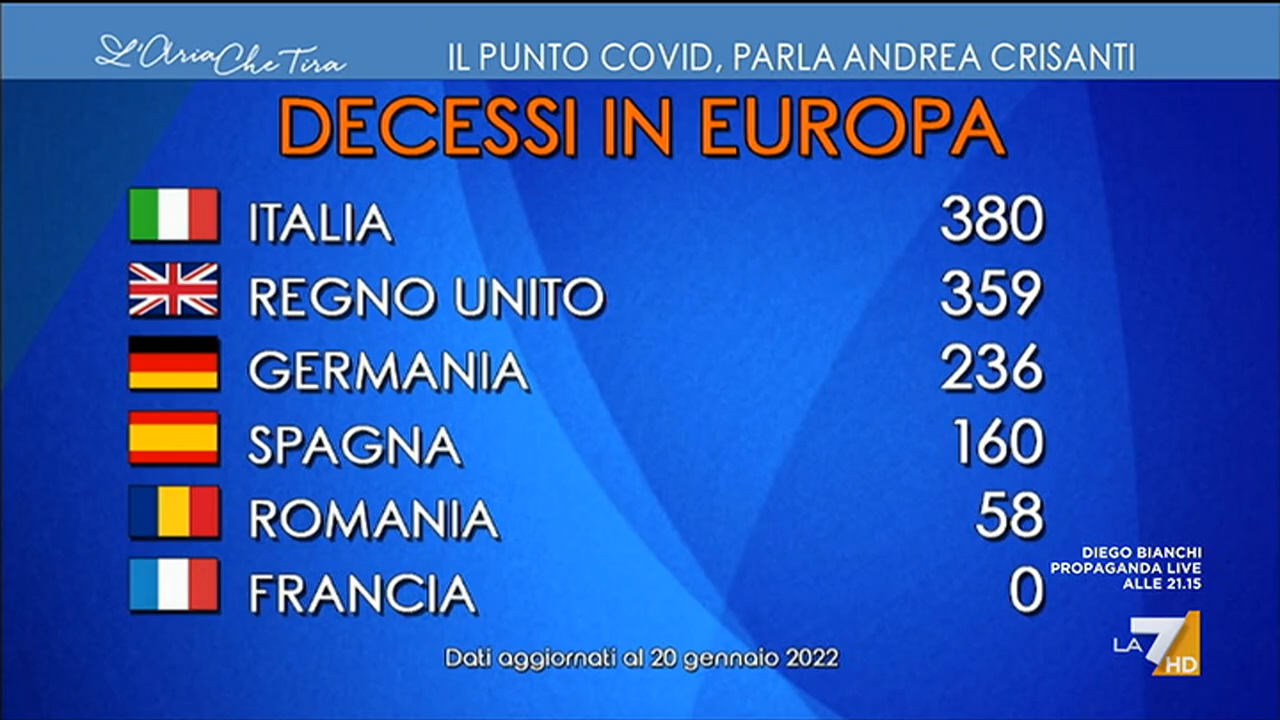 L'Aria Che Tira
IL PUNTO COVID, PARLA ANDREA CRISANTI
DECESSI IN EUROPA
ITALIA 380
REGNO UNITO 359
GERMANIA 236
SPAGNA 160
ROMANIA 58
FRANCIA 0
DIEGO BIANCHI
PROPAGANDA LIVE
ALLE 21.15
Dati aggiornati al 20 gennaio 2022
LA 7 HD